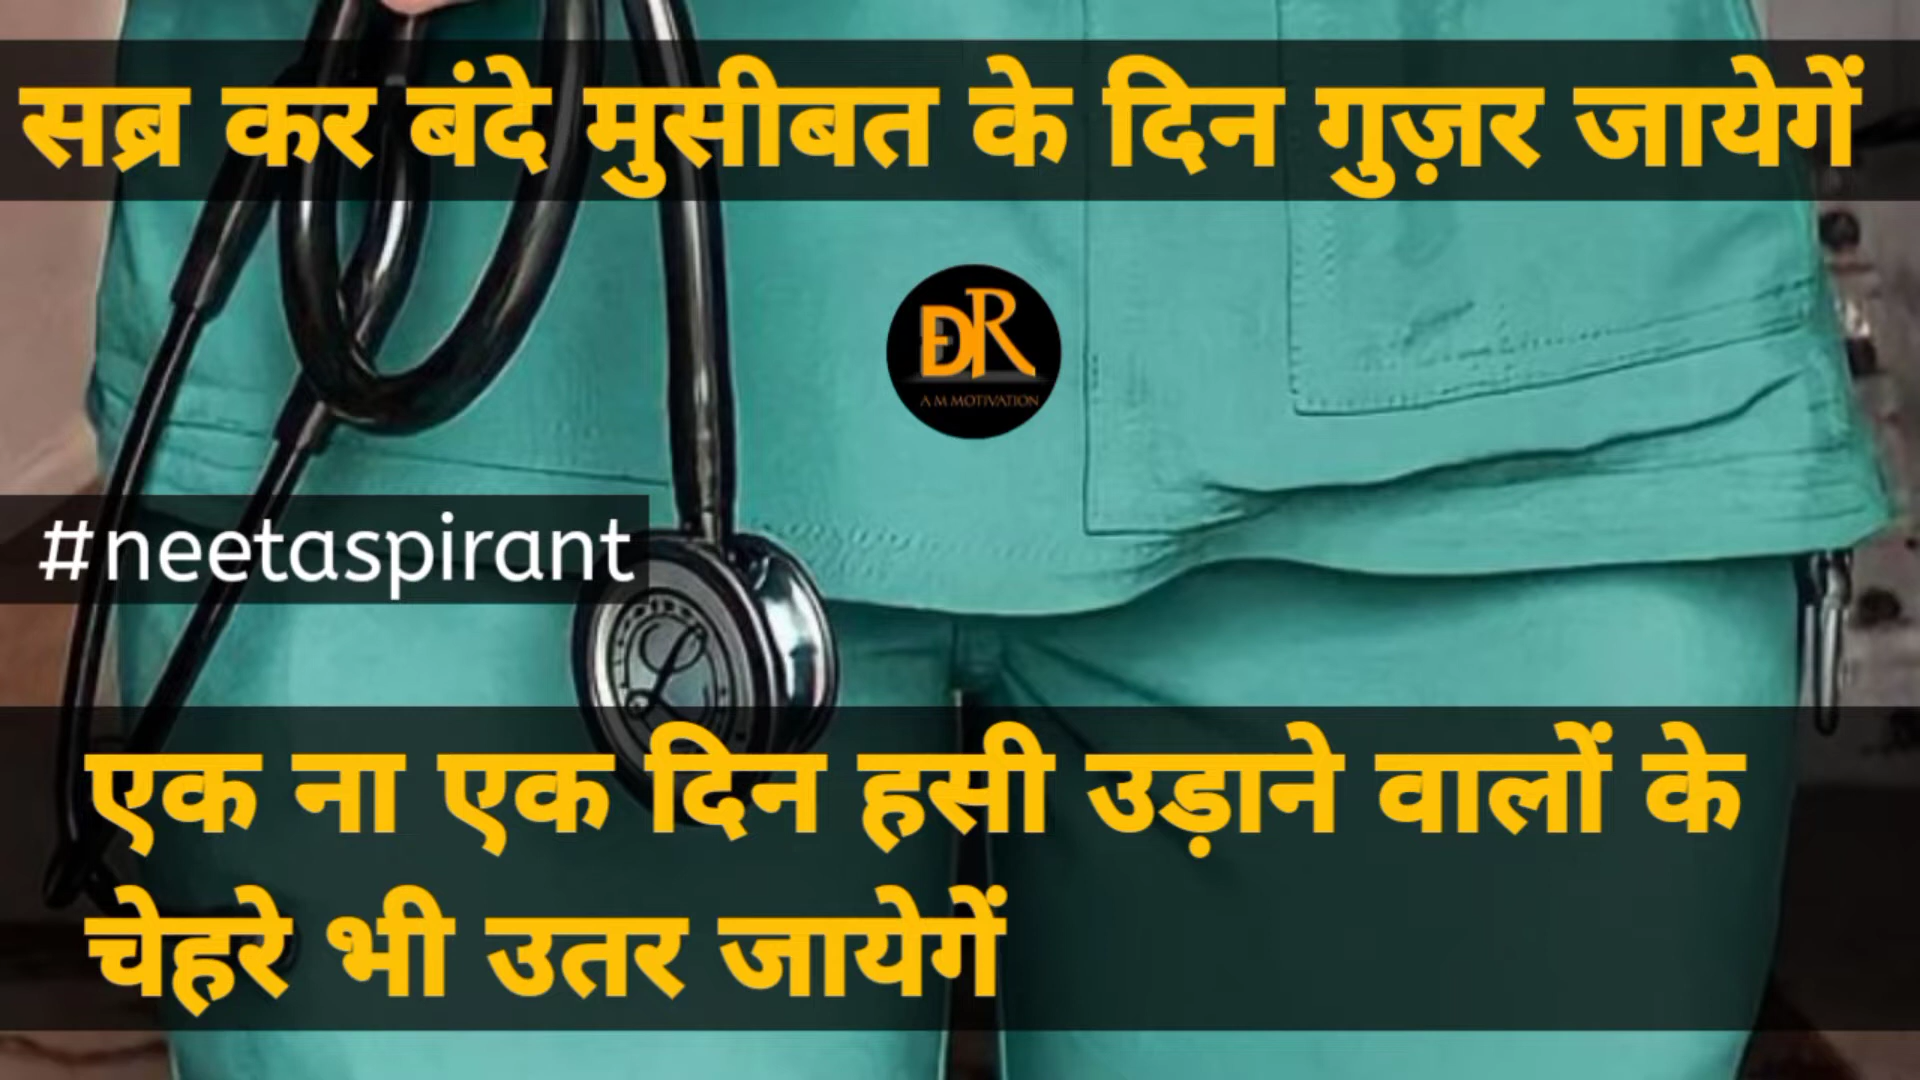 सब्र कर बंदे मुसीबत के दिन गुज़र जायेगें
DR
A M MOTIVATION
#neetaspirant
एक ना एक दिन हसी उड़ाने वालों के
चेहरे भी उतर जायेगें